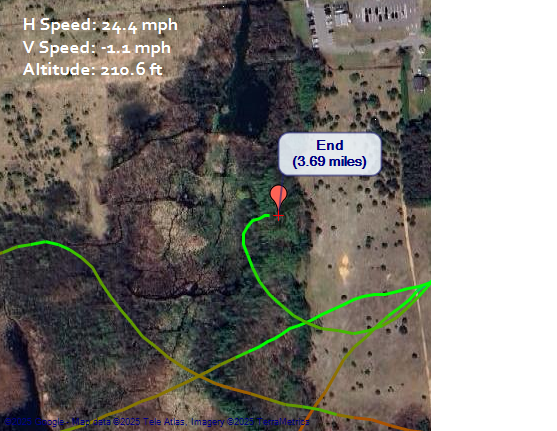 H Speed: 24.4 mph
V Speed: -1.1 mph
Altitude: 210.6 ft
End
(3.69 miles)
©2025 Google - Map data ©2025 Tele Atlas, Imagery ©2025 TerraMetrics